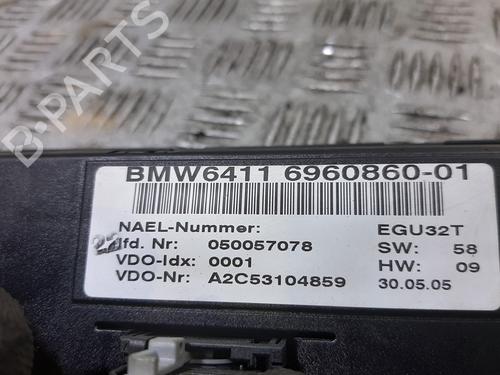 B-PARTS
BMW6411 6960860-01
NAEL-Nummer: EGU32T
lfd. Nr: 050057078 SW: 58
VDO-Idx: 0001 HW: 09
VDO-Nr: A2C53104859 30.05.05